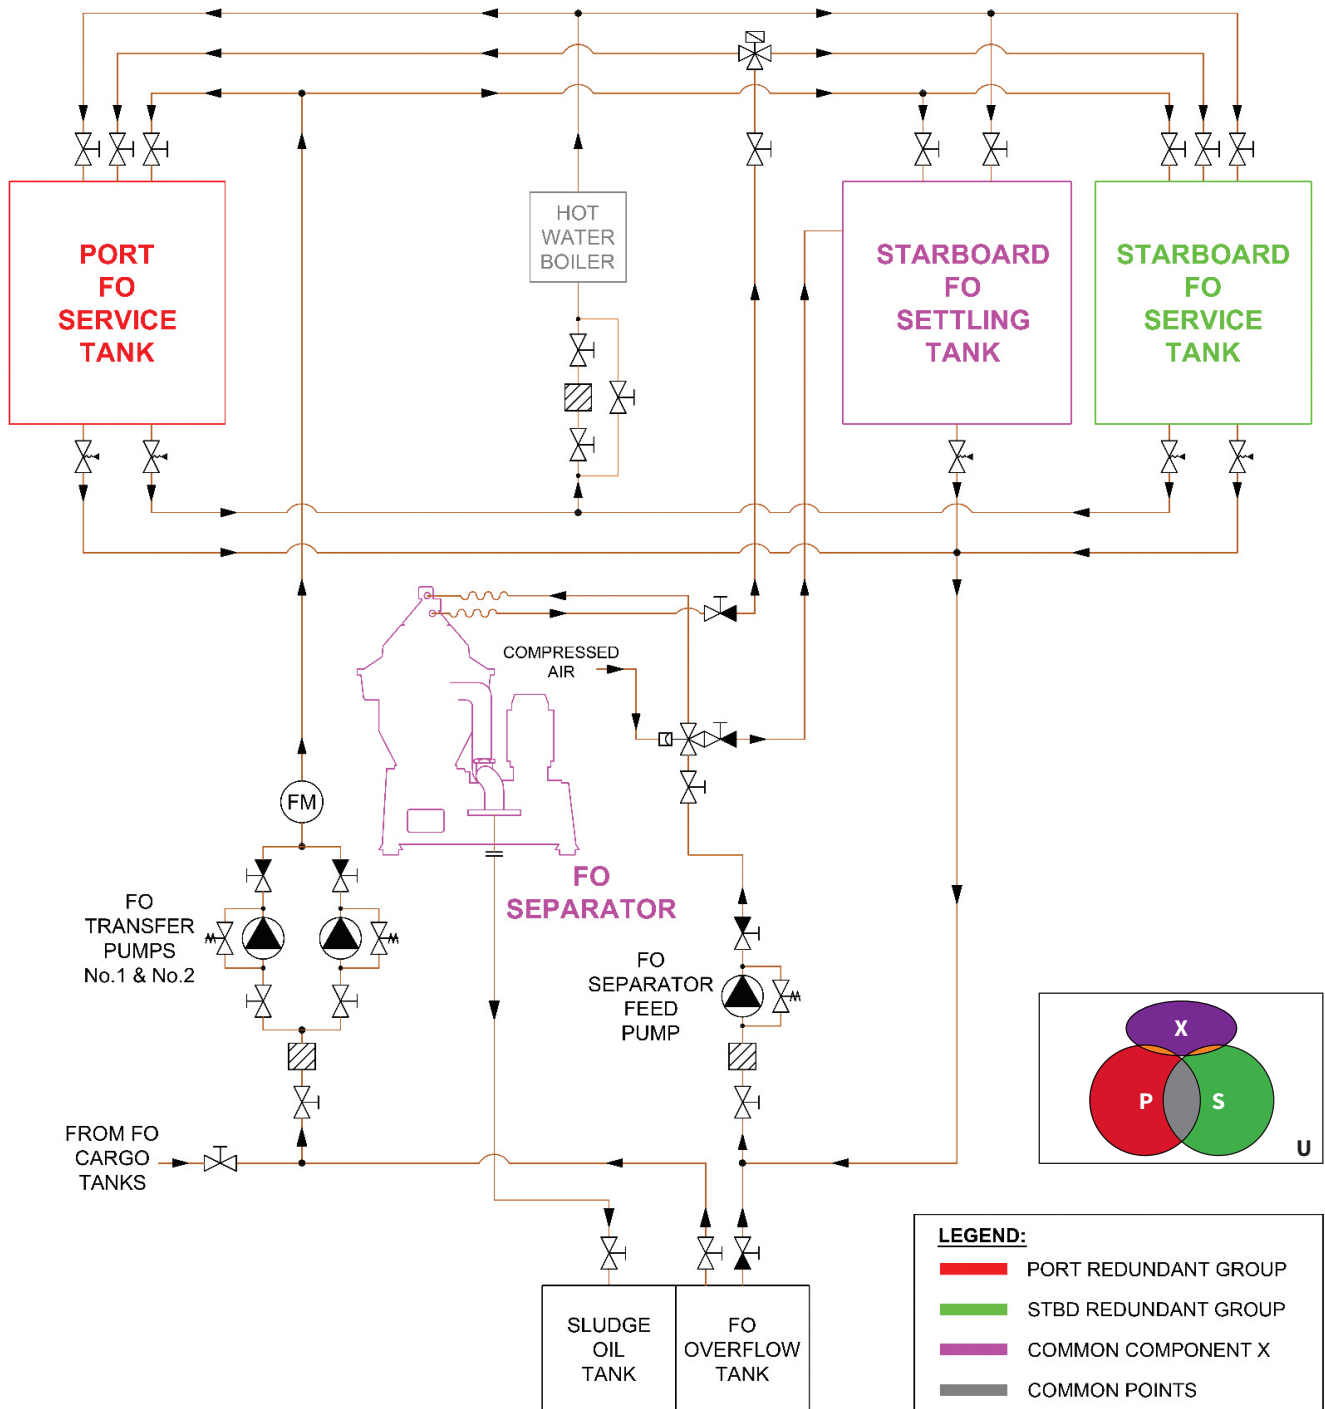 HOT
WATER
BOILER
PORT
FO
SERVICE
TANK
STARBOARD
FO
SETTLING
TANK
STARBOARD
FO
SERVICE
TANK
COMPRESSED
AIR
FM
FO
SEPARATOR
FO
TRANSFER
PUMPS
No.1 & No.2
FO
SEPARATOR
FEED
PUMP
FROM FO
CARGO
TANKS
X
P
S
U
SLUDGE
OIL
TANK
FO
OVERFLOW
TANK
LEGEND:
PORT REDUNDANT GROUP
STBD REDUNDANT GROUP
COMMON COMPONENT X
COMMON POINTS